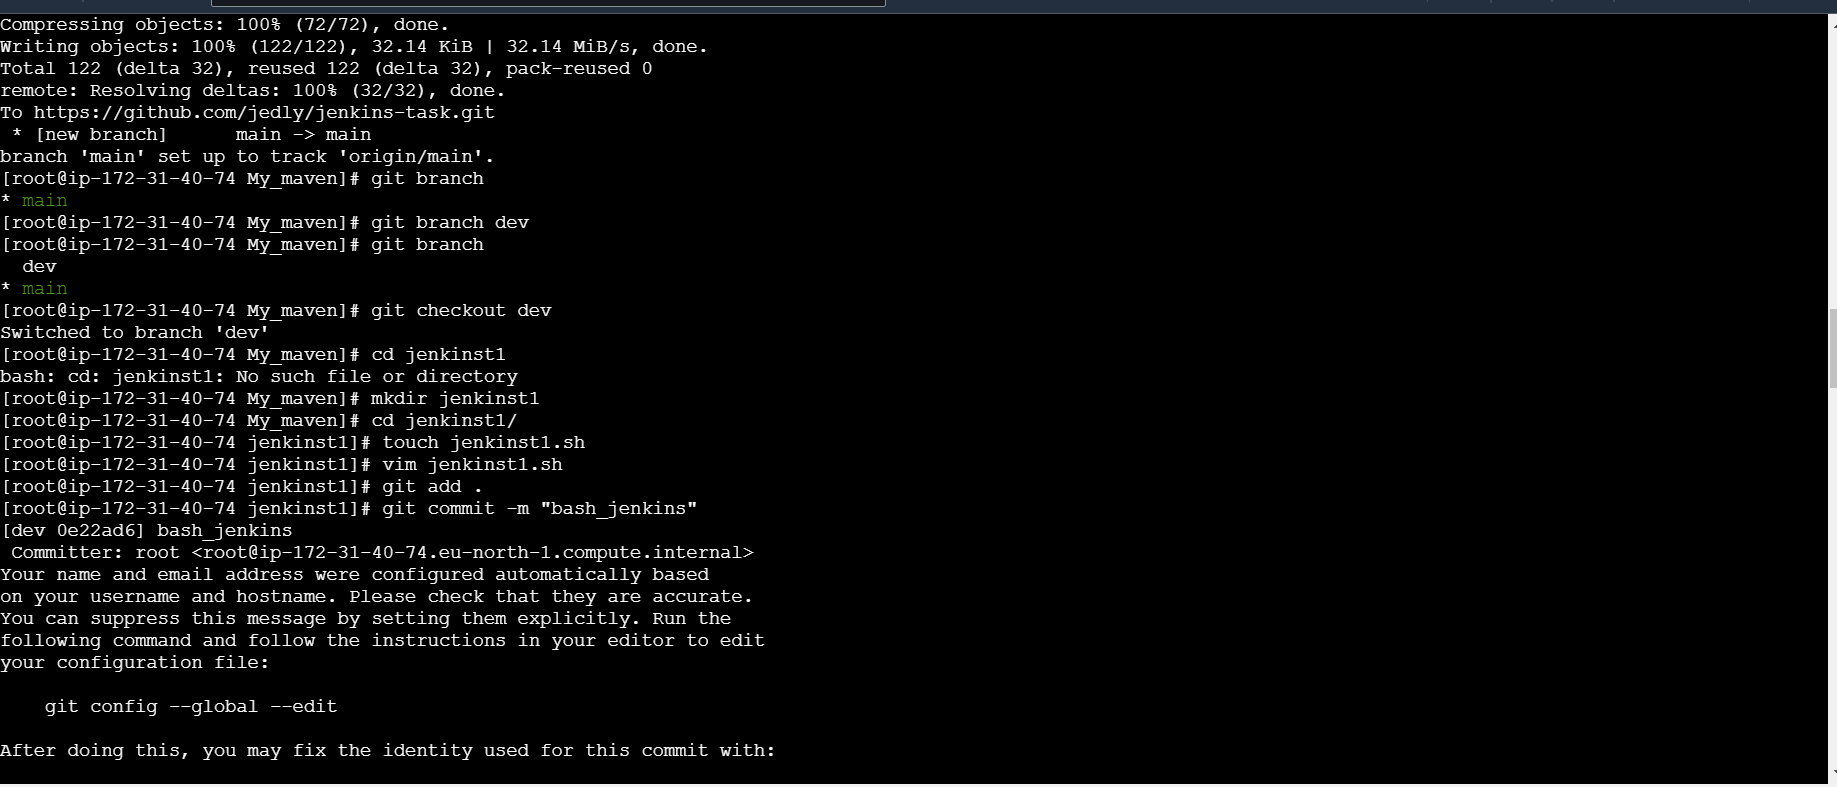 Compressing objects: 100% (72/72), done.
Writing objects: 100% (122/122), 32.14 KiB | 32.14 MiB/s, done.
Total 122 (delta 32), reused 122 (delta 32), pack-reused 0
remote: Resolving deltas: 100% (32/32), done.
To https://github.com/jedly/jenkins-task.git
 * [new branch]      main -> main
branch 'main' set up to track 'origin/main'.
[root@ip-172-31-40-74 My_maven]# git branch
* main
[root@ip-172-31-40-74 My_maven]# git branch dev
[root@ip-172-31-40-74 My_maven]# git branch
  dev
* main
[root@ip-172-31-40-74 My_maven]# git checkout dev
Switched to branch 'dev'
[root@ip-172-31-40-74 My_maven]# cd jenkinst1
bash: cd: jenkinst1: No such file or directory
[root@ip-172-31-40-74 My_maven]# mkdir jenkinst1
[root@ip-172-31-40-74 My_maven]# cd jenkinst1/
[root@ip-172-31-40-74 jenkinst1]# touch jenkinst1.sh
[root@ip-172-31-40-74 jenkinst1]# vim jenkinst1.sh
[root@ip-172-31-40-74 jenkinst1]# git add .
[root@ip-172-31-40-74 jenkinst1]# git commit -m "bash_jenkins"
[dev 0e22ad6] bash_jenkins
 Committer: root <root@ip-172-31-40-74.eu-north-1.compute.internal>
Your name and email address were configured automatically based
on your username and hostname. Please check that they are accurate.
You can suppress this message by setting them explicitly. Run the
following command and follow the instructions in your editor to edit
your configuration file:
    git config --global --edit
After doing this, you may fix the identity used for this commit with: